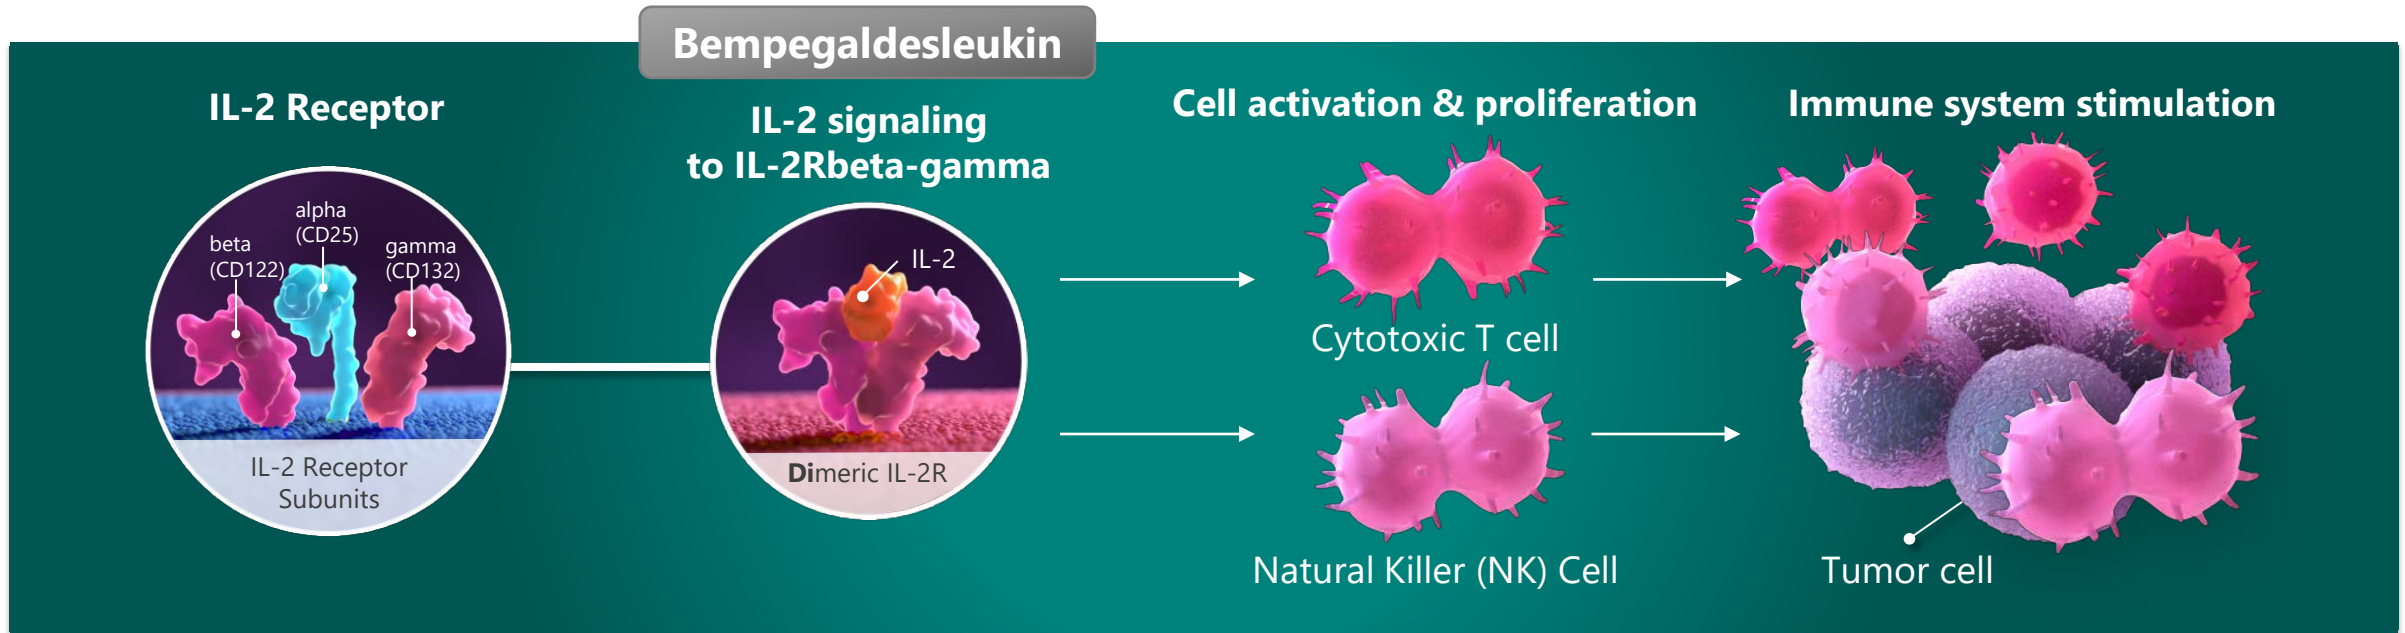 Bempegaldesleukin
IL-2 Receptor
alpha
(CD25)
beta
(CD122)
gamma
(CD132)
IL-2 Receptor
Subunits
IL-2 signaling
to IL-2Rbeta-gamma
IL-2
Dimeric IL-2R
Cell activation & proliferation
Cytotoxic T cell
Natural Killer (NK) Cell
Immune system stimulation
Tumor cell